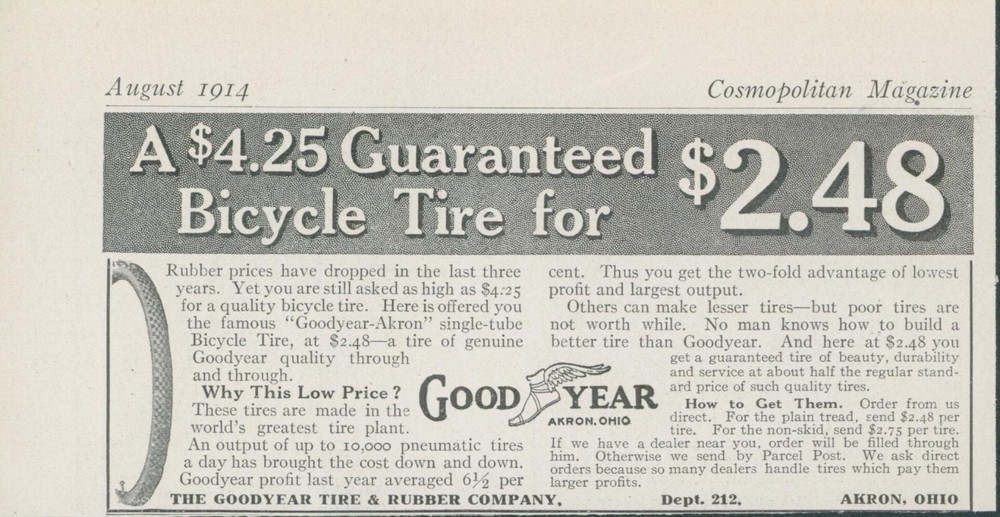 August 1914 Cosmopolitan Magazine
A $4.25 Guaranteed
Bicycle Tire for
$2.48
Rubber prices have dropped in the last three
years. Yet you are still asked as high as $4.25
for a quality bicycle tire. Here is offered you
the famous “Goodyear-Akron” single-tube
Bicycle Tire, at $2.48—a tire of genuine
Goodyear quality through
and through.
Why This Low Price?
These tires are made in the
world's greatest tire plant.
An output of up to 10,000 pneumatic tires
a day has brought the cost down and down.
Goodyear profit last year averaged 6½ per
cent. Thus you get the two-fold advantage of lowest
profit and largest output.
Others can make lesser tires—but poor tires are
not worth while. No man knows how to build a
better tire than Goodyear. And here at $2.48 you
get a guaranteed tire of beauty, durability
and service at about half the regular stand-
ard price of such quality tires.
GOOD YEAR
AKRON, OHIO
How to Get Them. Order from us
direct. For the plain tread, send $2.48 per
tire. For the non-skid, send $2.75 per tire.
If we have a dealer near you, order will be filled through
him. Otherwise we send by Parcel Post. We ask direct
orders because so many dealers handle tires which pay them
larger profits.
THE GOODYEAR TIRE & RUBBER COMPANY, Dept. 212, AKRON, OHIO